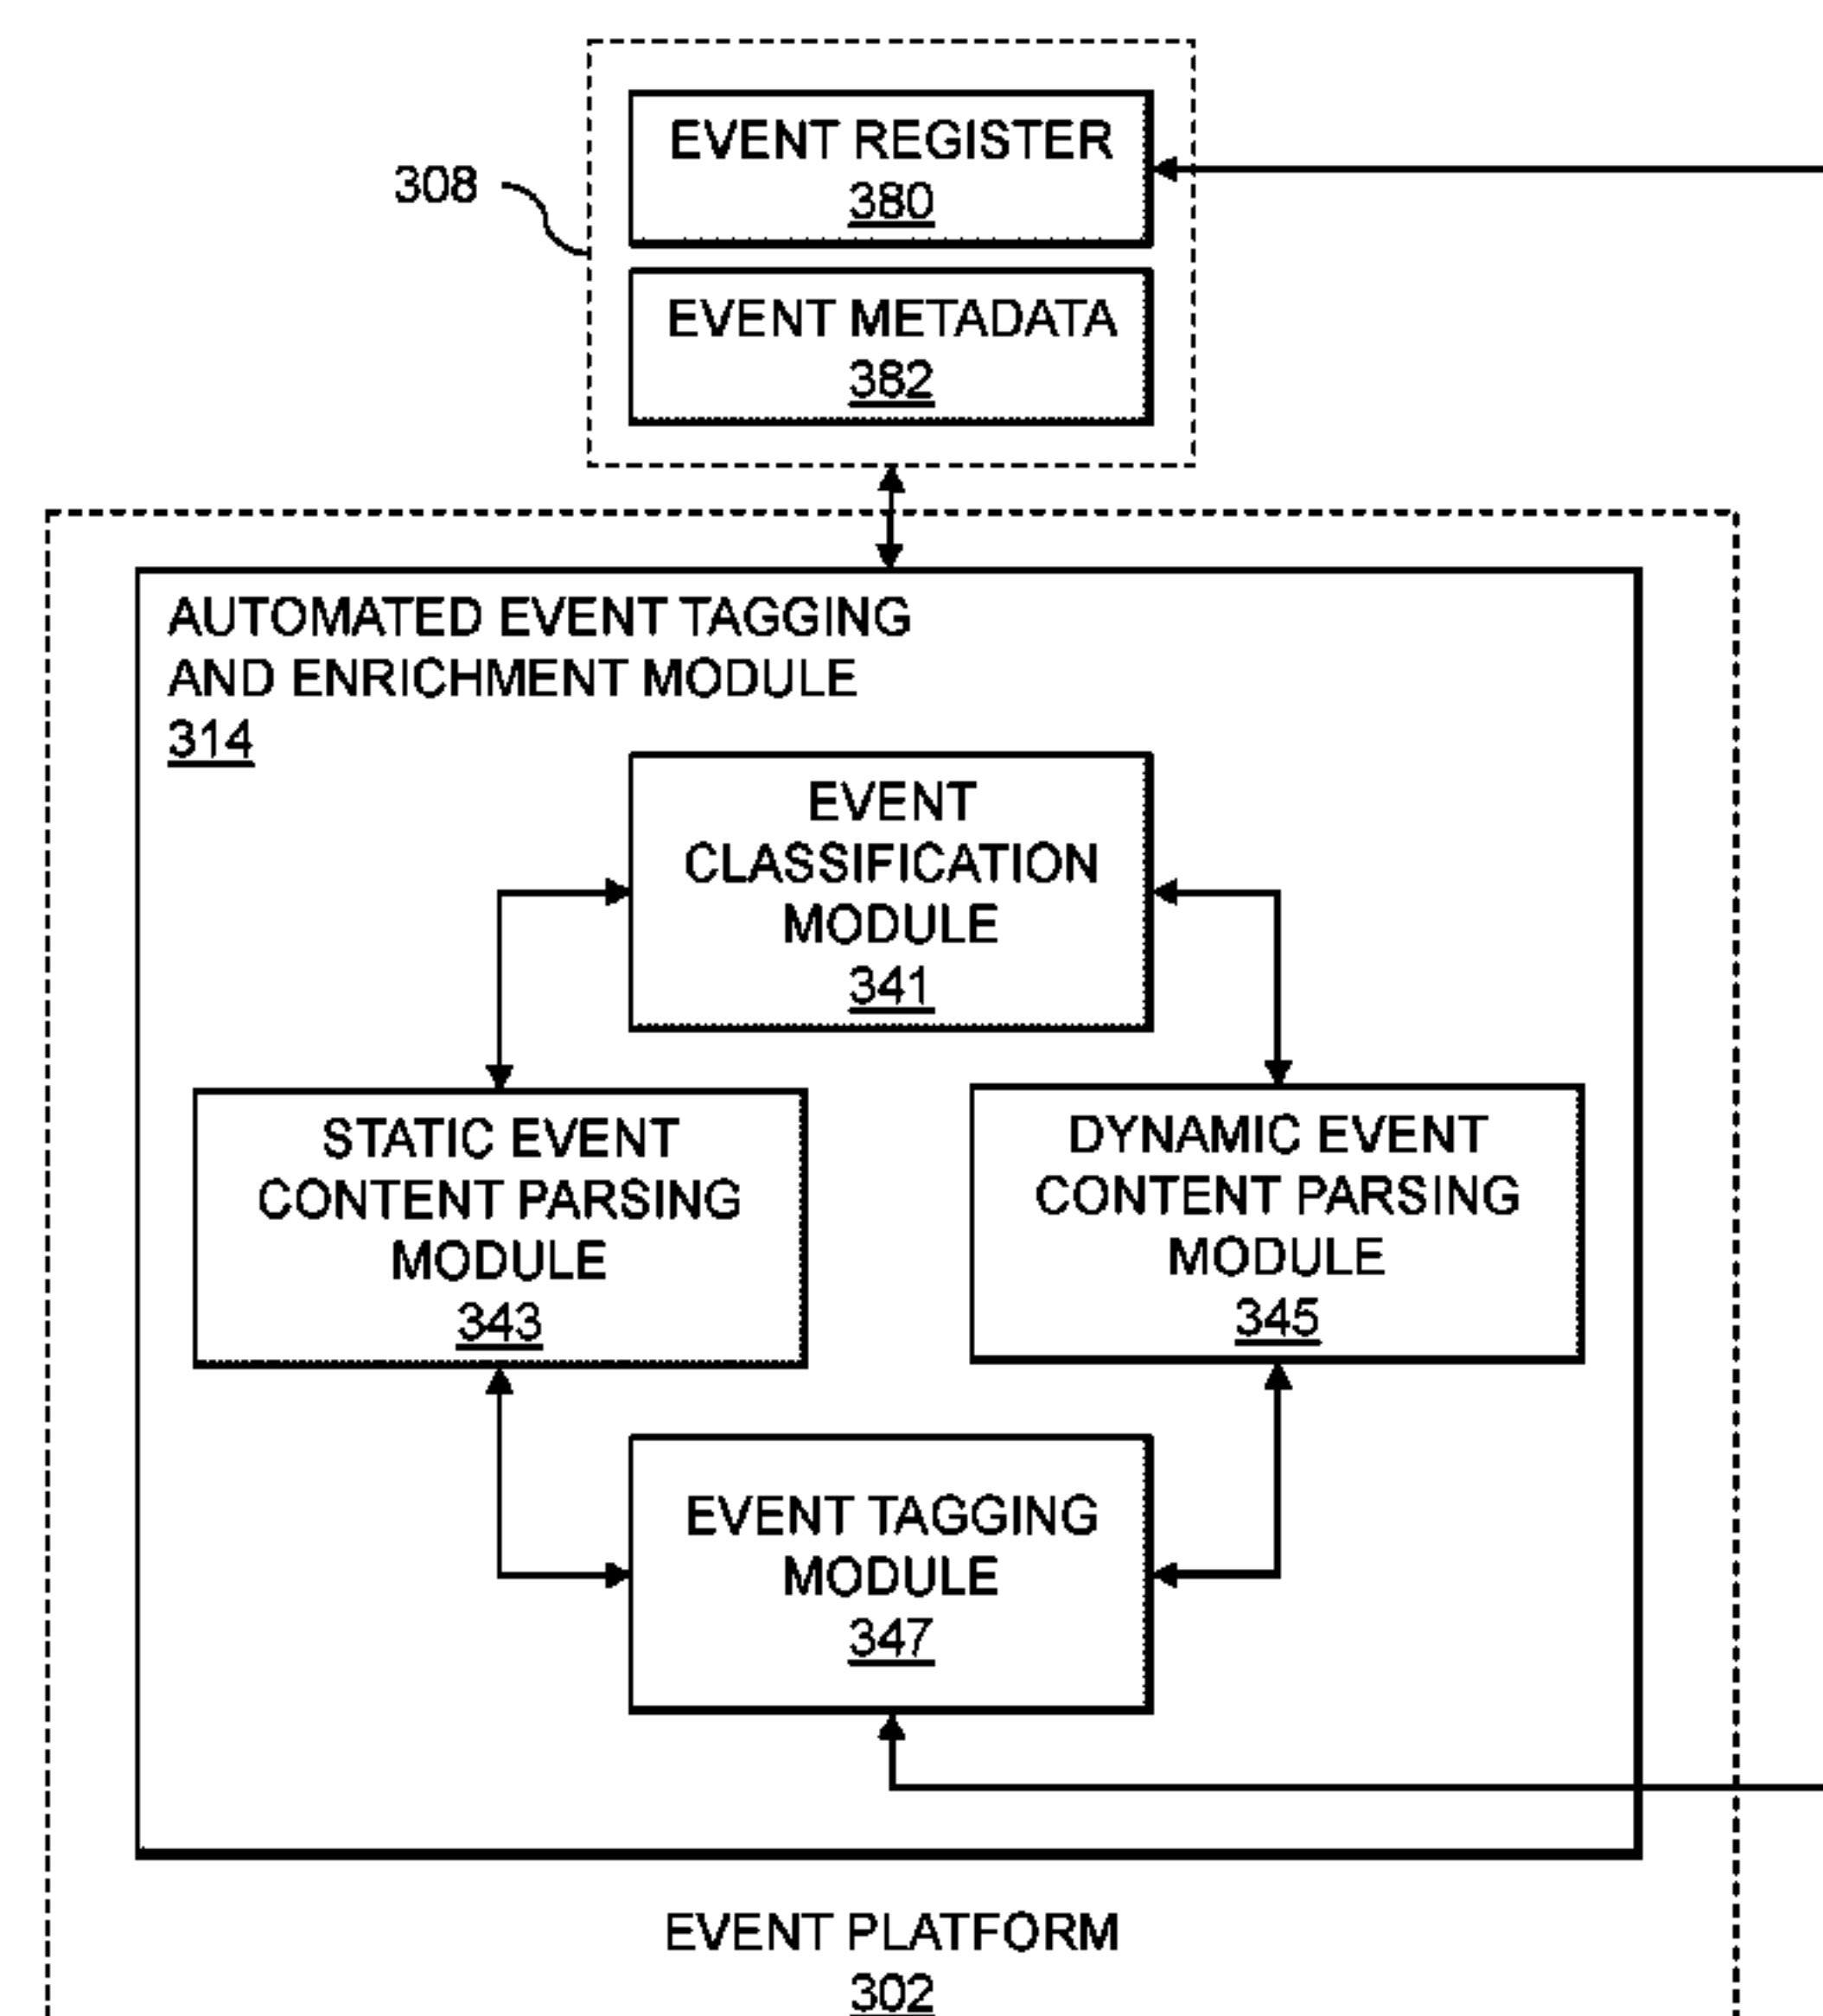 EVENT REGISTER
380
308
EVENT METADATA
382
AUTOMATED EVENT TAGGING
AND ENRICHMENT MODULE
314
EVENT
CLASSIFICATION
MODULE
341
STATIC EVENT
CONTENT PARSING
MODULE
343
DYNAMIC EVENT
CONTENT PARSING
MODULE
345
EVENT TAGGING
MODULE
347
EVENT PLATFORM
302